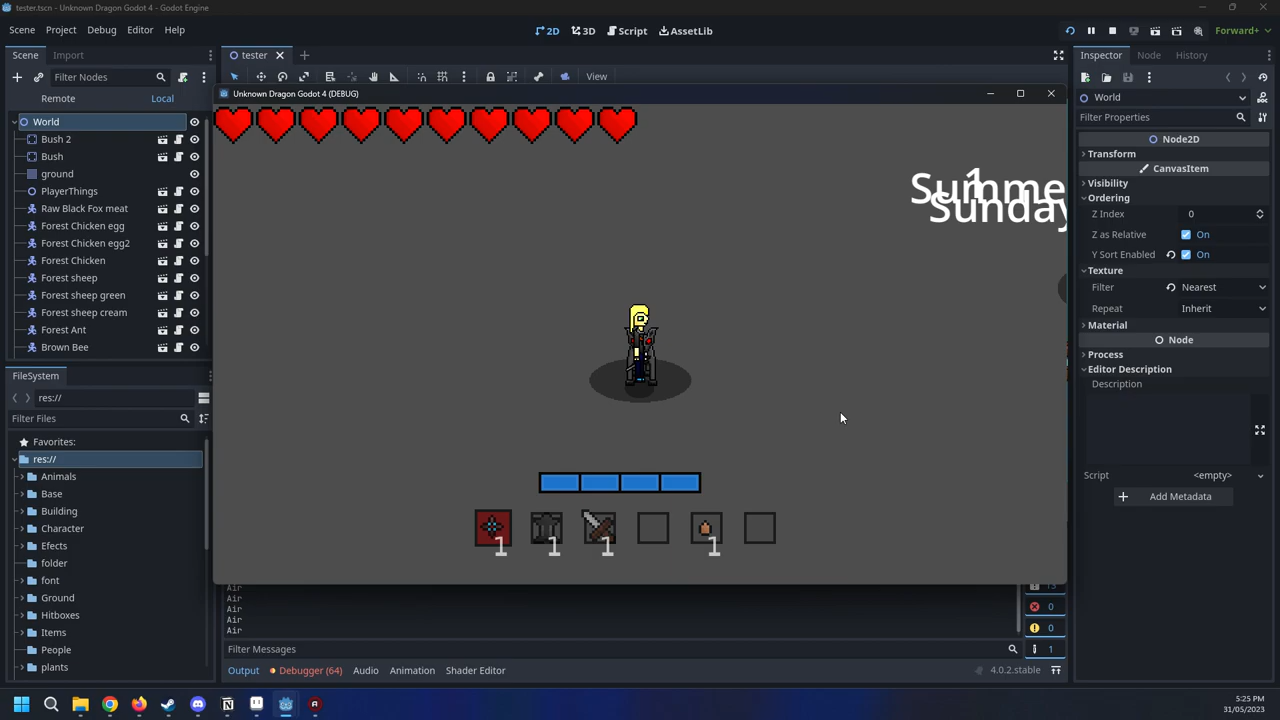 tester.tscn - Unknown Dragon Godot 4 - Godot Engine
Scene Project Debug Editor Help
2D 3D Script AssetLib
Forward+
Scene Import
tester
Inspector Node History
Filter Nodes
View
Remote Local
World
Bush 2
Bush
ground
PlayerThings
Raw Black Fox meat
Forest Chicken egg
Forest Chicken egg2
Forest Chicken
Forest sheep
Forest sheep green
Forest sheep cream
Forest Ant
Brown Bee
FileSystem
res://
Filter Files
Favorites:
res://
Animals
Base
Building
Character
Efects
folder
font
Ground
Hitboxes
Items
People
plants
Unknown Dragon Godot 4 (DEBUG)
1
Summe
Sunday
1 1 1 1
Air
Air
Air
Air
Air
13
0
0
1
Filter Messages
Output Debugger (64) Audio Animation Shader Editor
4.0.2.stable
World
Filter Properties
Node2D
Transform
CanvasItem
Visibility
Ordering
Z Index 0
Z as Relative On
Y Sort Enabled On
Texture
Filter Nearest
Repeat Inherit
Material
Node
Process
Editor Description
Description
Script <empty>
Add Metadata
5:25 PM
31/05/2023